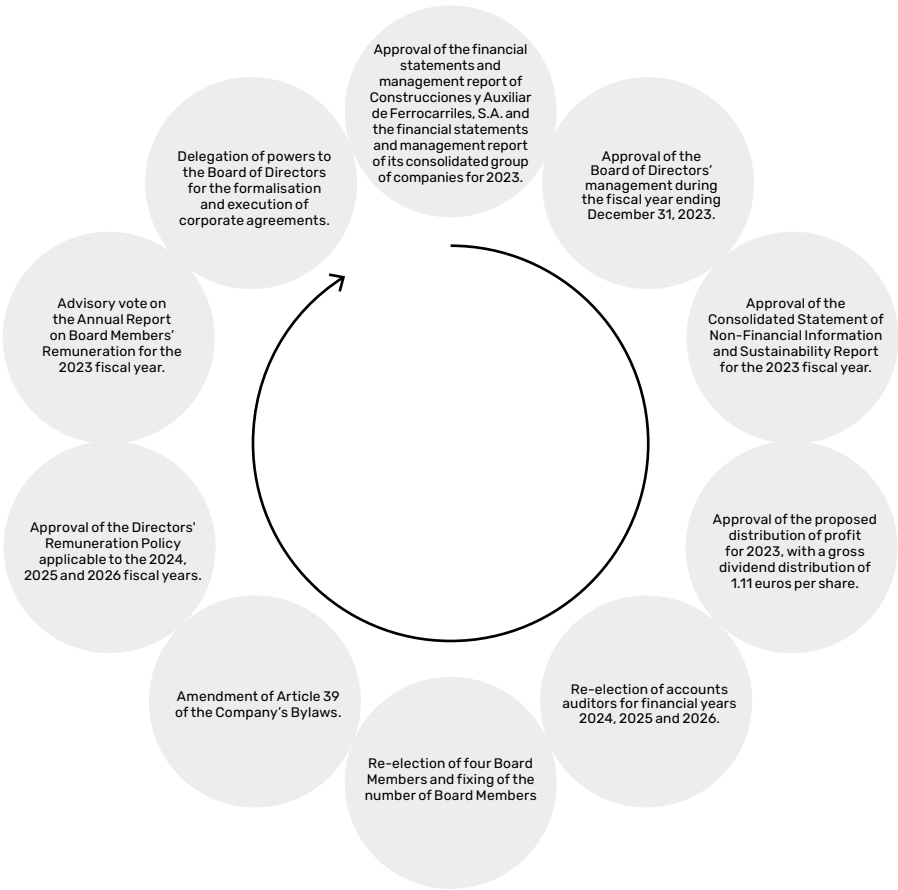 Approval of the financial
statements and
management report of
Construcciones y Auxiliar
de Ferrocarriles, S.A. and
the financial statements
and management report
of its consolidated group
of companies for 2023.
Approval of the
Board of Directors’
management during
the fiscal year ending
December 31, 2023.
Approval of the
Consolidated Statement of
Non-Financial Information
and Sustainability Report
for the 2023 fiscal year.
Approval of the proposed
distribution of profit
for 2023, with a gross
dividend distribution of
1.11 euros per share.
Re-election of accounts
auditors for financial years
2024, 2025 and 2026.
Re-election of four Board
Members and fixing of the
number of Board Members
Amendment of Article 39
of the Company’s Bylaws.
Approval of the Directors'
Remuneration Policy
applicable to the 2024,
2025 and 2026 fiscal years.
Advisory vote on
the Annual Report
on Board Members’
Remuneration for the
2023 fiscal year.
Delegation of powers to
the Board of Directors
for the formalisation
and execution of
corporate agreements.